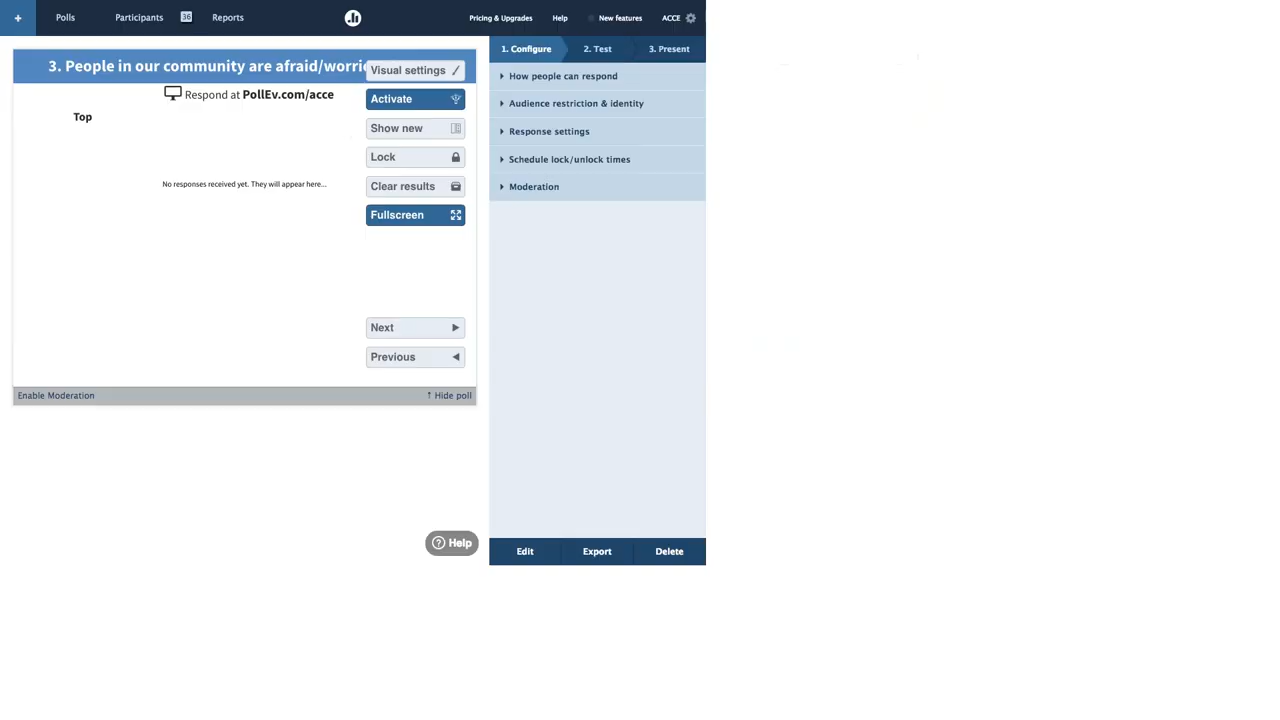 + Polls Participants 36 Reports Pricing & Upgrades Help New features ACCE
1. Configure 2. Test 3. Present
3. People in our community are afraid/worri
Visual settings
How people can respond
Respond at PollEv.com/acce
Activate
Audience restriction & identity
Top
Show new
Response settings
Lock
Schedule lock/unlock times
No responses received yet. They will appear here...
Clear results
Moderation
Fullscreen
Next
Previous
Enable Moderation
↑ Hide poll
? Help
Edit Export Delete